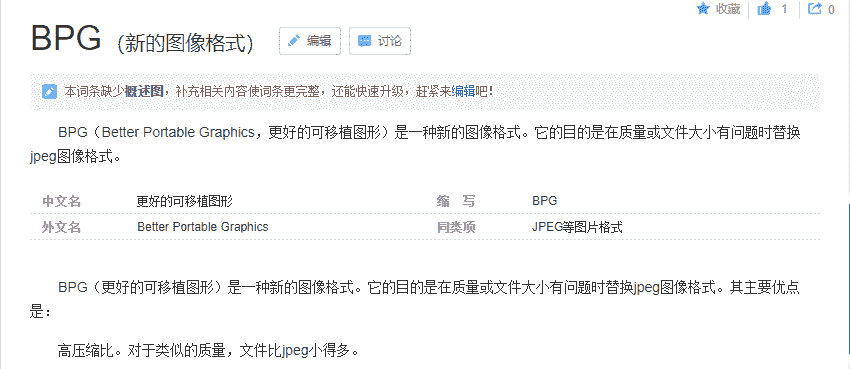 收藏 1 0
BPG（新的图像格式） 编辑 讨论
本词条缺少概述图，补充相关内容使词条更完整，还能快速升级，赶紧来编辑吧！
BPG（Better Portable Graphics，更好的可移植图形）是一种新的图像格式。它的目的是在质量或文件大小有问题时替换
jpeg图像格式。
中文名 更好的可移植图形 缩 写 BPG
外文名 Better Portable Graphics 同类项 JPEG等图片格式
BPG（更好的可移植图形）是一种新的图像格式。它的目的是在质量或文件大小有问题时替换jpeg图像格式。其主要优点
是：
高压缩比。对于类似的质量，文件比jpeg小得多。